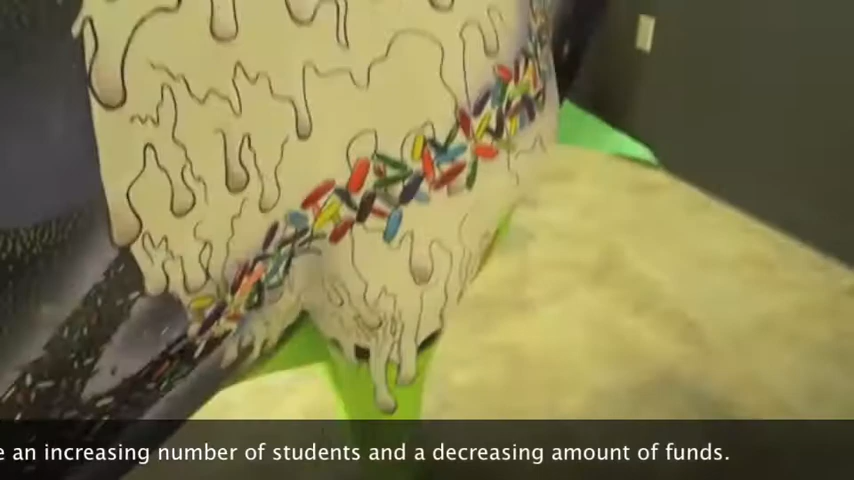 e an increasing number of students and a decreasing amount of funds.